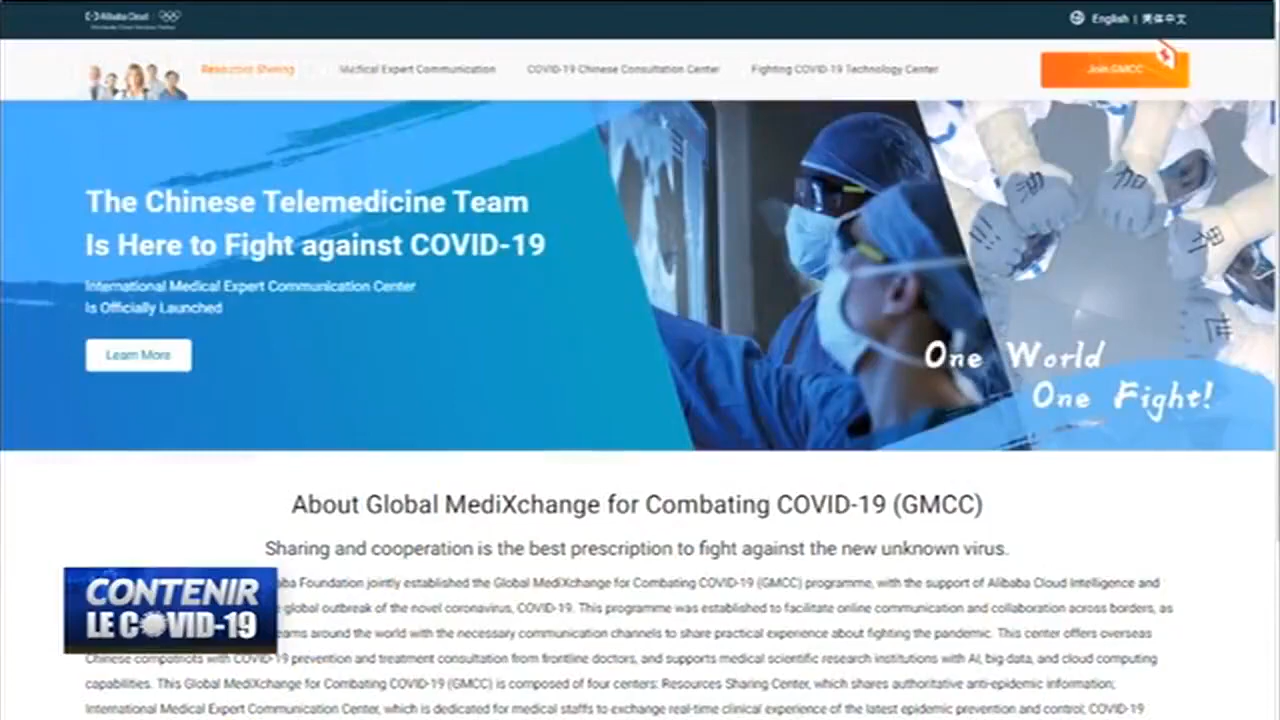 Alibaba Cloud
English | 简体中文
Resources Sharing
Medical Expert Communication
COVID-19 Chinese Consultation Center
Fighting COVID-19 Technology Center
Join GMCC
The Chinese Telemedicine Team
Is Here to Fight against COVID-19
International Medical Expert Communication Center
Is Officially Launched
Learn More
加
油
世
界
One World
One Fight!
About Global MediXchange for Combating COVID-19 (GMCC)
Sharing and cooperation is the best prescription to fight against the new unknown virus.
Foundation jointly established the Global MediXchange for Combating COVID-19 (GMCC) programme, with the support of Alibaba Cloud Intelligence and
global outbreak of the novel coronavirus, COVID-19. This programme was established to facilitate online communication and collaboration across borders, as
around the world with the necessary communication channels to share practical experience about fighting the pandemic. This center offers overseas
Chinese compatriots with COVID-19 prevention and treatment consultation from frontline doctors, and supports medical scientific research institutions with AI, big data, and cloud computing
capabilities. This Global MediXchange for Combating COVID-19 (GMCC) is composed of four centers: Resources Sharing Center, which shares authoritative anti-epidemic information;
International Medical Expert Communication Center, which is dedicated for medical staffs to exchange real-time clinical experience of the latest epidemic prevention and control; COVID-19
CONTENIR
LE COVID-19